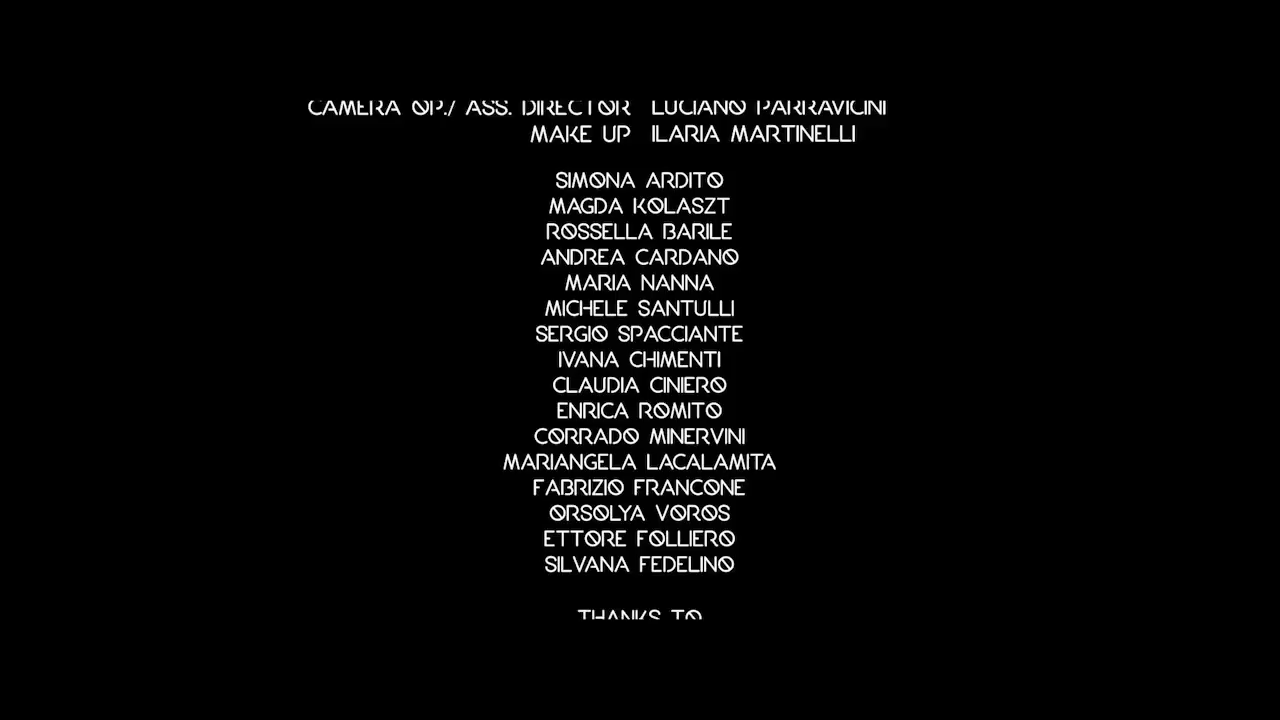 CAMERA OP./ ASS. DIRECTOR LUCIANO PARRAVICINI
MAKE UP ILARIA MARTINELLI
SIMONA ARDITO
MAGDA KOLASZT
ROSSELLA BARILE
ANDREA CARDANO
MARIA NANNA
MICHELE SANTULLI
SERGIO SPACCIANTE
IVANA CHIMENTI
CLAUDIA CINIERO
ENRICA ROMITO
CORRADO MINERVINI
MARIANGELA LACALAMITA
FABRIZIO FRANCONE
ORSOLYA VOROS
ETTORE FOLLIERO
SILVANA FEDELINO
THANKS TO